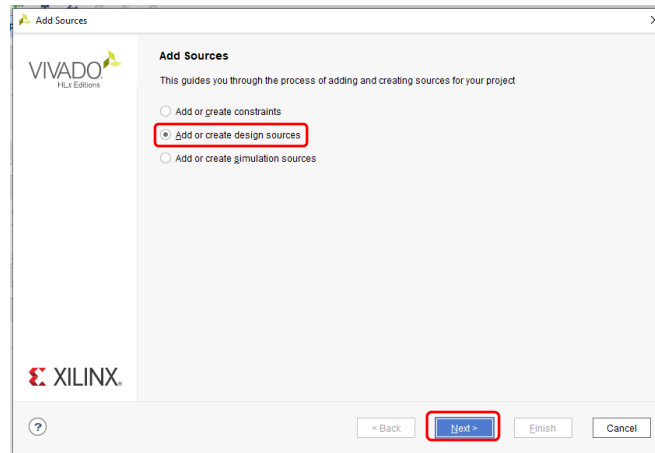 Add Sources
VIVADO
HLx Editions
Add Sources
This guides you through the process of adding and creating sources for your project
Add or create constraints
Add or create design sources
Add or create simulation sources
XILINX
?
< Back
Next >
Finish
Cancel